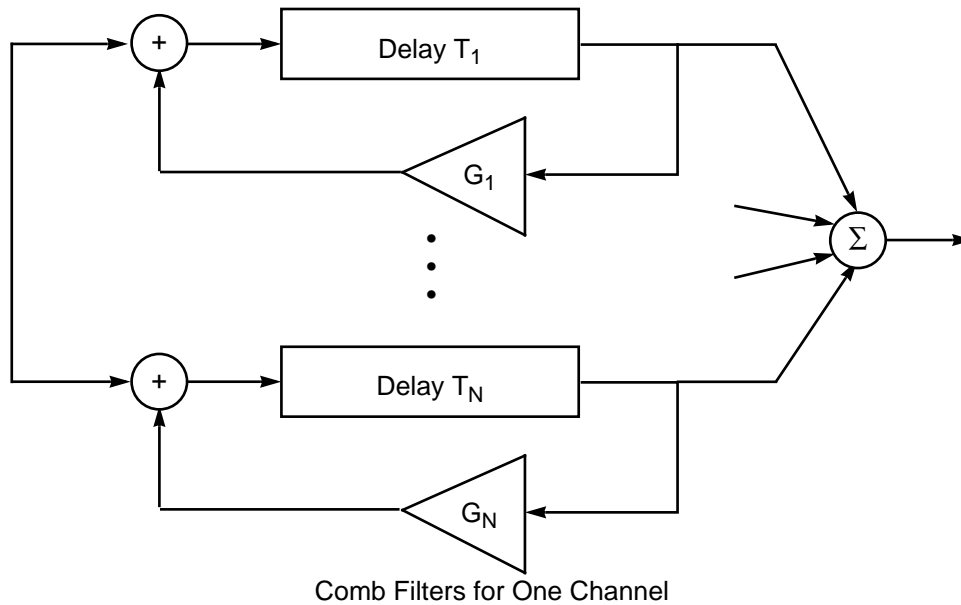 +
Delay T1
G1
Σ
+
Delay TN
GN
Comb Filters for One Channel